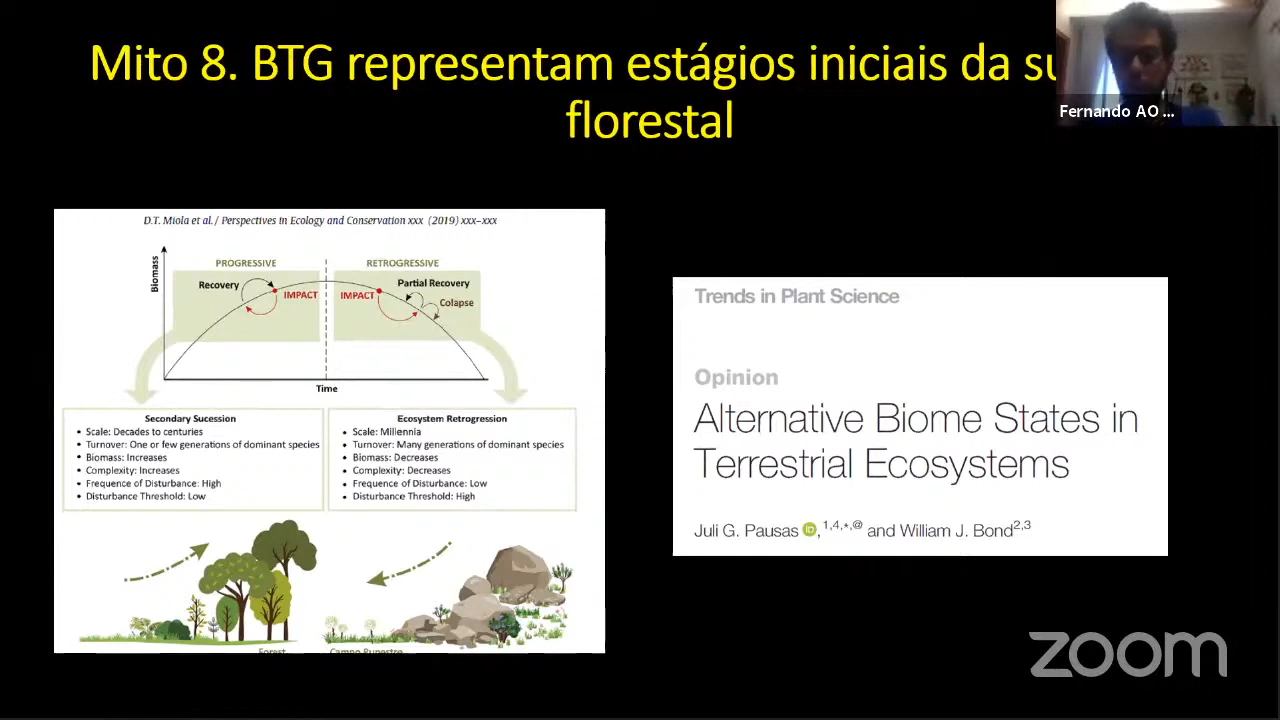 Mito 8. BTG representam estágios iniciais da su
florestal
Fernando AO ...
D.T. Miola et al. / Perspectives in Ecology and Conservation xxx (2019) xxx–xxx
PROGRESSIVE
RETROGRESSIVE
Biomass
Recovery
IMPACT
IMPACT
Partial Recovery
Colapse
Time
Secondary Sucession
• Scale: Decades to centuries
• Turnover: One or few generations of dominant species
• Biomass: Increases
• Complexity: Increases
• Frequence of Disturbance: High
• Disturbance Threshold: Low
Ecosystem Retrogression
• Scale: Millennia
• Turnover: Many generations of dominant species
• Biomass: Decreases
• Complexity: Decreases
• Frequence of Disturbance: Low
• Disturbance Threshold: High
Forest
Campo Rupestre
Trends in Plant Science
Opinion
Alternative Biome States in
Terrestrial Ecosystems
Juli G. Pausas iD,1,4,*,@ and William J. Bond2,3
zoom